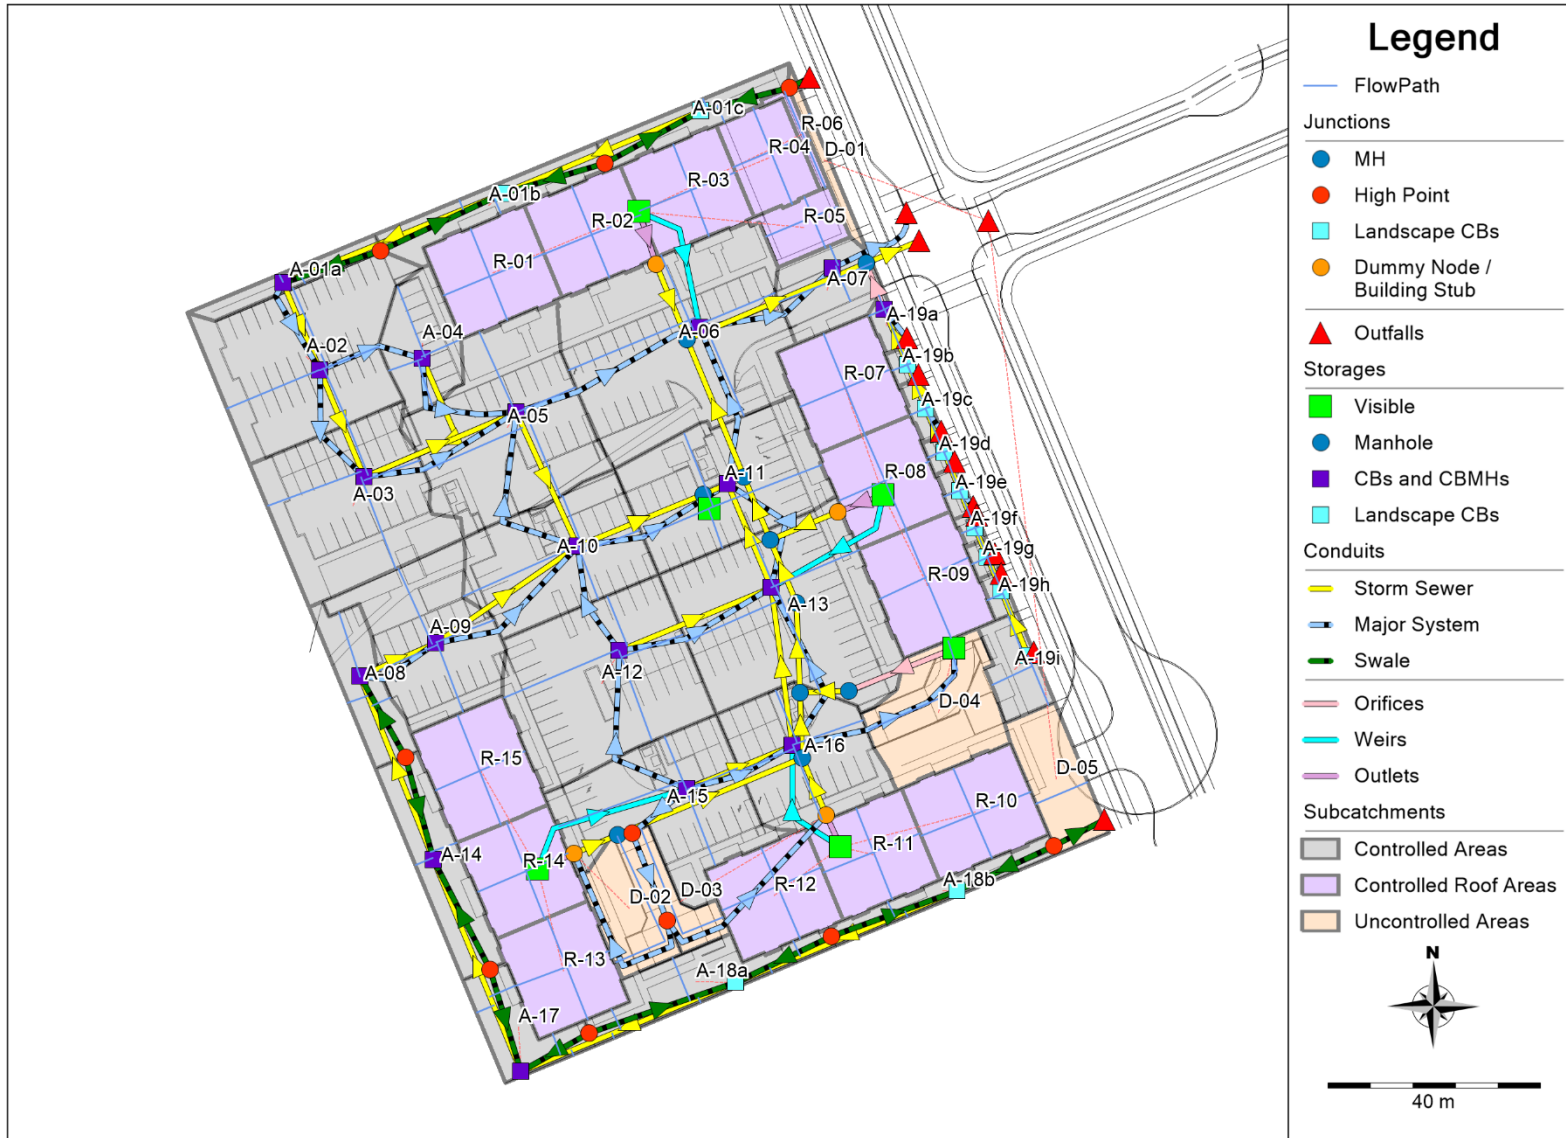 A-01c
R-06
R-04
D-01
A-01b
R-03
R-02
R-05
R-01
A-01a
A-07
A-19a
A-04
A-06
A-02
A-19b
R-07
A-19c
A-05
A-19d
A-11
R-08
A-03
A-19e
A-19f
A-10
A-19g
R-09
A-19h
A-13
A-09
A-19i
A-08
A-12
D-04
A-16
R-15
D-05
A-15
R-10
R-11
A-14
R-14
R-12
D-03
D-02
A-18b
R-13
A-18a
A-17
Legend
FlowPath
Junctions
MH
High Point
Landscape CBs
Dummy Node /
Building Stub
Outfalls
Storages
Visible
Manhole
CBs and CBMHs
Landscape CBs
Conduits
Storm Sewer
Major System
Swale
Orifices
Weirs
Outlets
Subcatchments
Controlled Areas
Controlled Roof Areas
Uncontrolled Areas
N
40 m